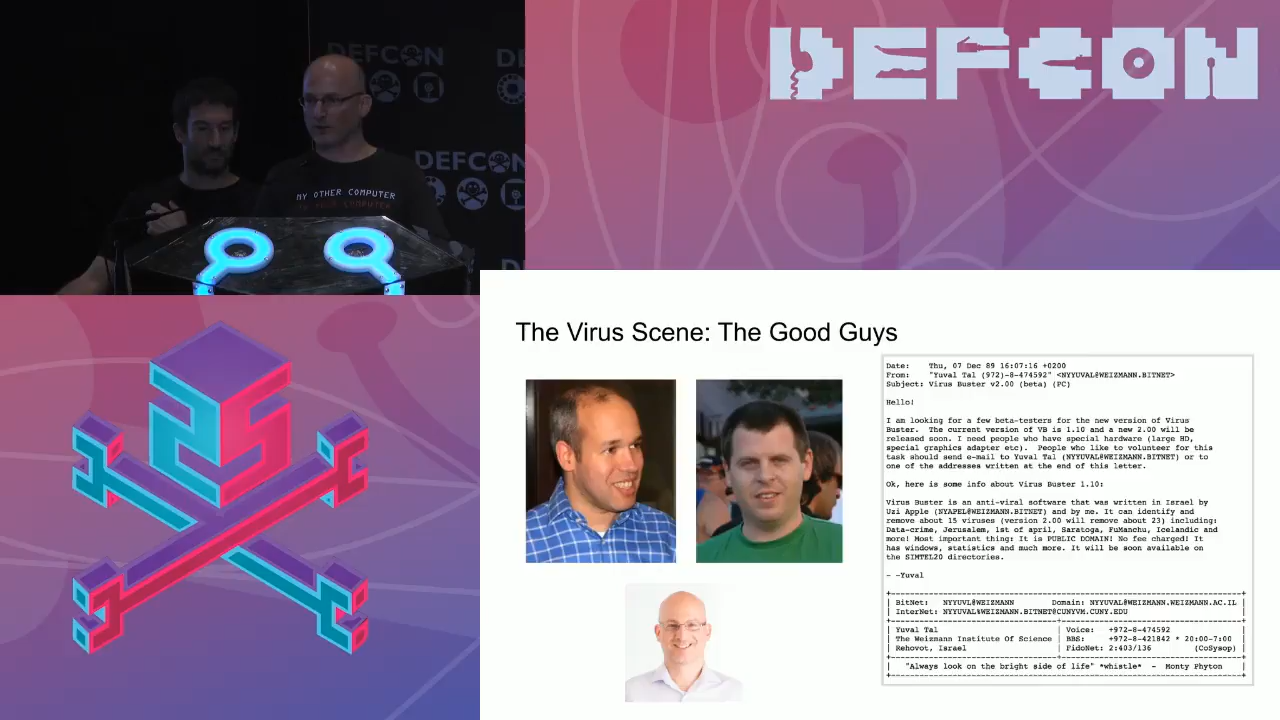 DEFCON
DEFCON
DEFCON
MY OTHER COMPUTER
IS YOUR COMPUTER
The Virus Scene: The Good Guys
Date: Thu, 07 Dec 89 16:07:16 +0200
From: "Yuval Tal (972)-8-474592" <NYYUVAL@WEIZMANN.BITNET>
Subject: Virus Buster v2.00 (beta) (PC)
Hello!
I am looking for a few beta-testers for the new version of Virus
Buster. The current version of VB is 1.10 and a new 2.00 will be
released soon. I need people who have special hardware (large HD,
special graphics adapter etc). People who like to volunteer for this
task should send e-mail to Yuval Tal (NYYUVAL@WEIZMANN.BITNET) or to
one of the addresses written at the end of this letter.
Ok, here is some info about Virus Buster 1.10:
Virus Buster is an anti-viral software that was written in Israel by
Uzi Apple (NYAPEL@WEIZMANN.BITNET) and by me. It can identify and
remove about 15 viruses (version 2.00 will remove about 23) including:
Data-crime, Jerusalem, 1st of april, Saratoga, FuManchu, Icelandic and
more! Most important thing: It is PUBLIC DOMAIN! No fee charged! It
has windows, statistics and much more. It will be soon available on
the SIMTEL20 directories.
- -Yuval
BitNet: NYYUVL@WEIZMANN Domain: NYYUVAL@WEIZMANN.WEIZMANN.AC.IL
InterNet: NYYUVAL%WEIZMANN.BITNET@CUNYVM.CUNY.EDU
Yuval Tal Voice: +972-8-474592
The Weizmann Institute Of Science BBS: +972-8-421842 * 20:00-7:00
Rehovot, Israel FidoNet: 2:403/136 (CoSysop)
"Always look on the bright side of life" *whistle* - Monty Phyton